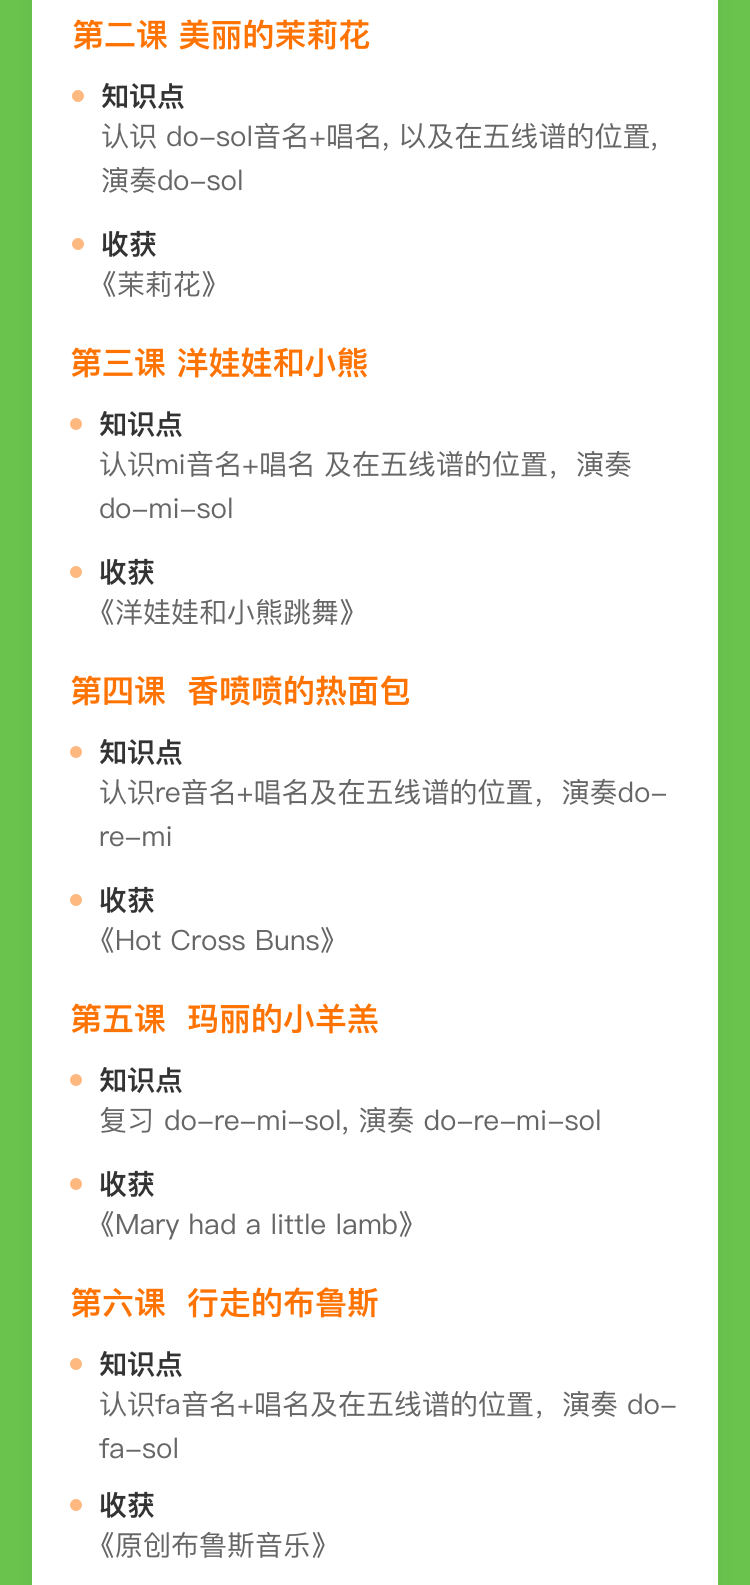 第二课 美丽的茉莉花
知识点
认识 do-sol音名+唱名, 以及在五线谱的位置,
演奏do-sol
收获
《茉莉花》
第三课 洋娃娃和小熊
知识点
认识mi音名+唱名 及在五线谱的位置，演奏
do-mi-sol
收获
《洋娃娃和小熊跳舞》
第四课 香喷喷的热面包
知识点
认识re音名+唱名及在五线谱的位置，演奏do-
re-mi
收获
《Hot Cross Buns》
第五课 玛丽的小羊羔
知识点
复习 do-re-mi-sol, 演奏 do-re-mi-sol
收获
《Mary had a little lamb》
第六课 行走的布鲁斯
知识点
认识fa音名+唱名及在五线谱的位置，演奏 do-
fa-sol
收获
《原创布鲁斯音乐》